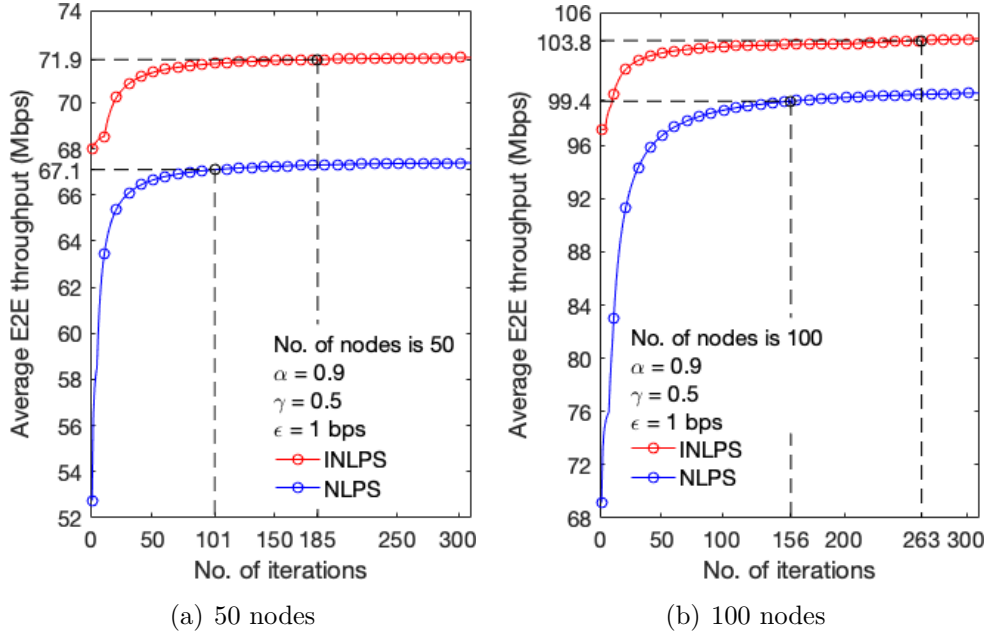 74
71.9
70
68
67.1
66
64
62
60
58
56
54
52
Average E2E throughput (Mbps)
No. of nodes is 50
α = 0.9
γ = 0.5
ϵ = 1 bps
INLPS
NLPS
0 50 101 150 185 250 300
No. of iterations
(a) 50 nodes
106
103.8
99.4
96
92
88
84
80
76
72
68
Average E2E throughput (Mbps)
No. of nodes is 100
α = 0.9
γ = 0.5
ϵ = 1 bps
INLPS
NLPS
0 50 100 156 200 263 300
No. of iterations
(b) 100 nodes